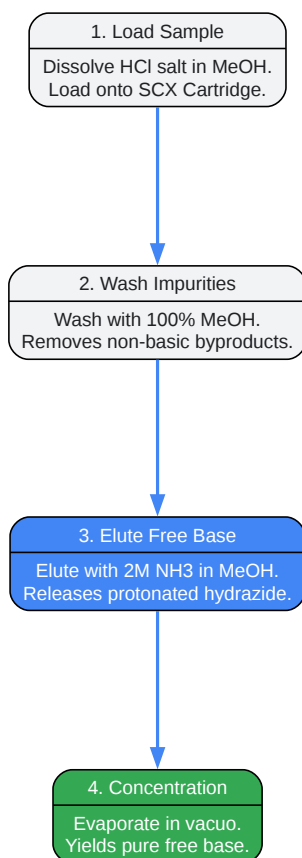 1. Load Sample
Dissolve HCl salt in MeOH.
Load onto SCX Cartridge.
2. Wash Impurities
Wash with 100% MeOH.
Removes non-basic byproducts.
3. Elute Free Base
Elute with 2M NH3 in MeOH.
Releases protonated hydrazide.
4. Concentration
Evaporate in vacuo.
Yields pure free base.